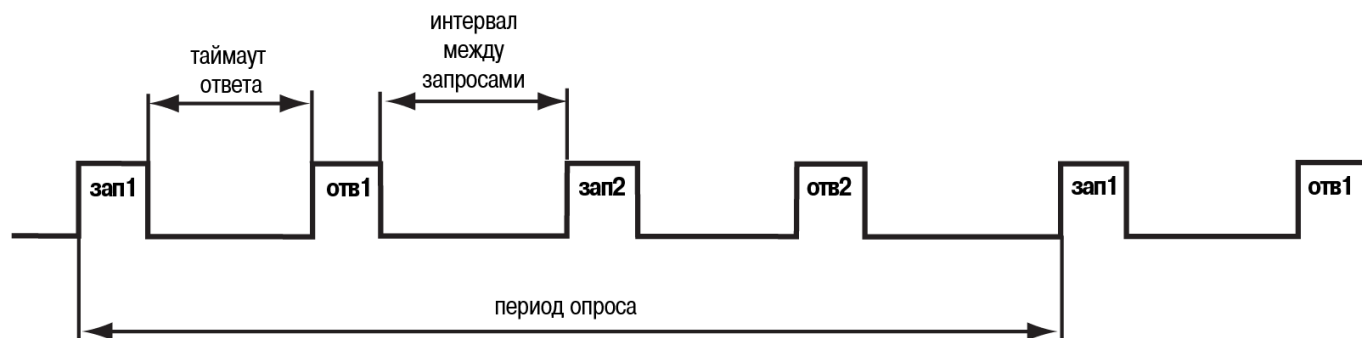 таймаут
ответа
интервал
между
запросами
зап1
отв1
зап2
отв2
зап1
отв1
период опроса